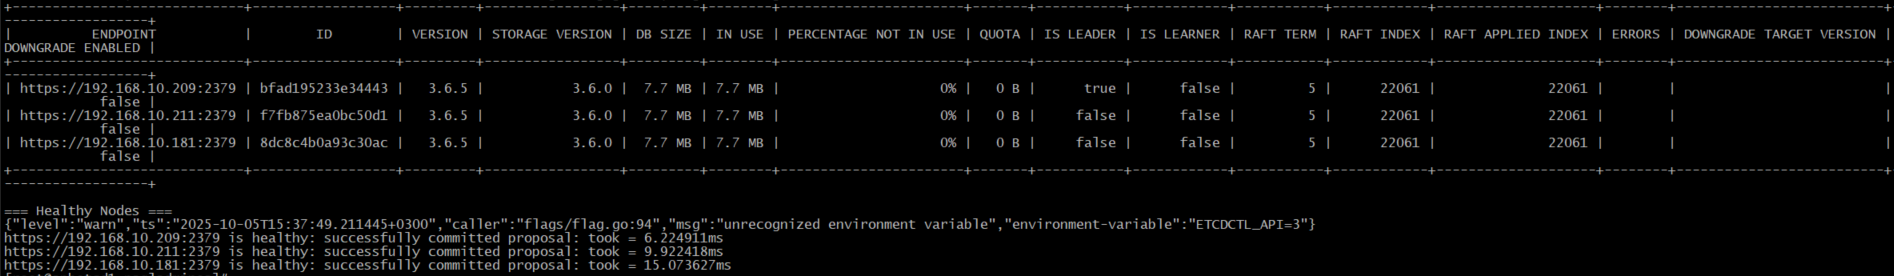 +----------------------------+------------------+---------+-----------------+---------+--------+-----------------------+-------+-----------+------------+-----------+------------+--------------------+--------+--------------------------+
------------------+
|          ENDPOINT           |        ID        | VERSION | STORAGE VERSION | DB SIZE | IN USE | PERCENTAGE NOT IN USE | QUOTA | IS LEADER | IS LEARNER | RAFT TERM | RAFT INDEX | RAFT APPLIED INDEX | ERRORS | DOWNGRADE TARGET VERSION |
DOWNGRADE ENABLED |
+----------------------------+------------------+---------+-----------------+---------+--------+-----------------------+-------+-----------+------------+-----------+------------+--------------------+--------+--------------------------+
------------------+
| https://192.168.10.209:2379 | bfad195233e34443 |   3.6.5 |           3.6.0 |  7.7 MB | 7.7 MB |                    0% |   0 B |      true |      false |         5 |      22061 |              22061 |        |                          |
            false |
| https://192.168.10.211:2379 | f7fb875ea0bc50d1 |   3.6.5 |           3.6.0 |  7.7 MB | 7.7 MB |                    0% |   0 B |     false |      false |         5 |      22061 |              22061 |        |                          |
            false |
| https://192.168.10.181:2379 | 8dc8c4b0a93c30ac |   3.6.5 |           3.6.0 |  7.7 MB | 7.7 MB |                    0% |   0 B |     false |      false |         5 |      22061 |              22061 |        |                          |
            false |
+----------------------------+------------------+---------+-----------------+---------+--------+-----------------------+-------+-----------+------------+-----------+------------+--------------------+--------+--------------------------+
------------------+
=== Healthy Nodes ===
{"level":"warn","ts":"2025-10-05T15:37:49.211445+0300","caller":"flags/flag.go:94","msg":"unrecognized environment variable","environment-variable":"ETCDCTL_API=3"}
https://192.168.10.209:2379 is healthy: successfully committed proposal: took = 6.224911ms
https://192.168.10.211:2379 is healthy: successfully committed proposal: took = 9.922418ms
https://192.168.10.181:2379 is healthy: successfully committed proposal: took = 15.073627ms